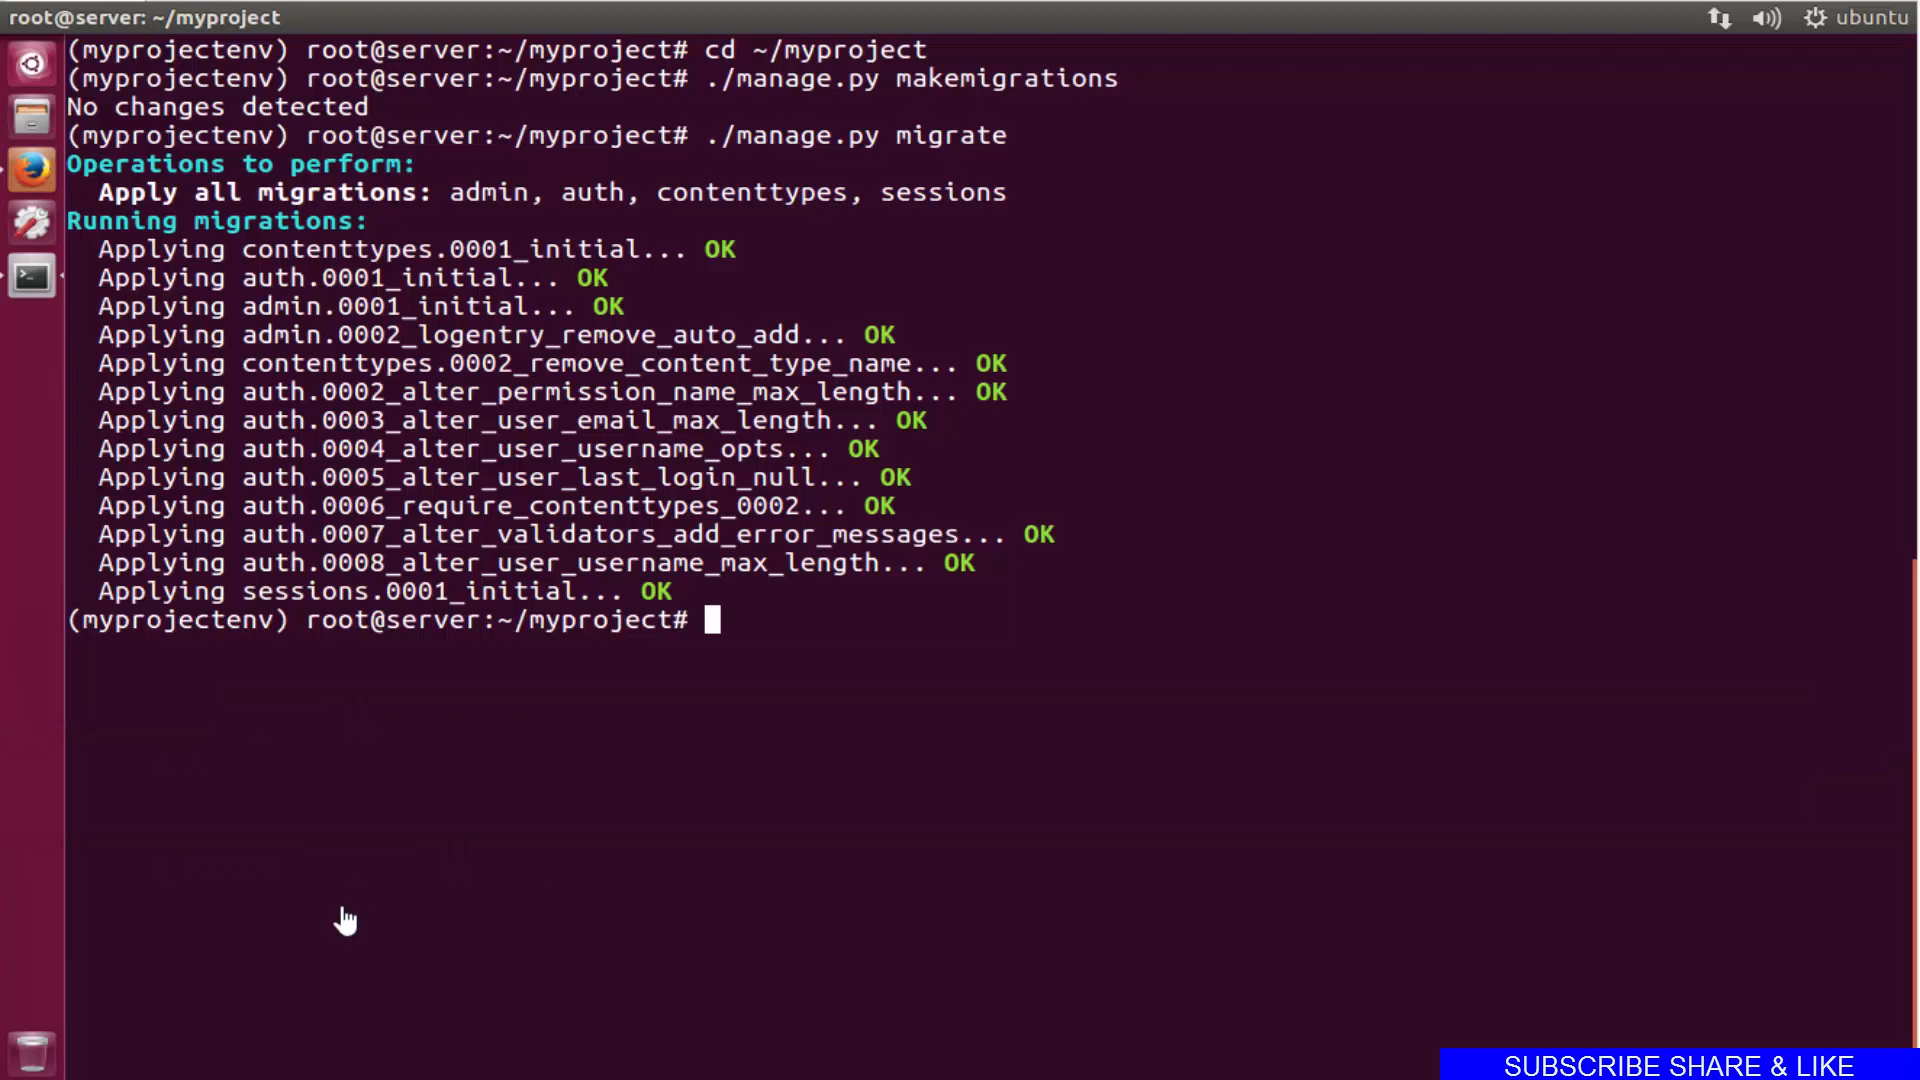 root@server: ~/myproject
ubuntu
(myprojectenv) root@server:~/myproject# cd ~/myproject
(myprojectenv) root@server:~/myproject# ./manage.py makemigrations
No changes detected
(myprojectenv) root@server:~/myproject# ./manage.py migrate
Operations to perform:
  Apply all migrations: admin, auth, contenttypes, sessions
Running migrations:
  Applying contenttypes.0001_initial... OK
  Applying auth.0001_initial... OK
  Applying admin.0001_initial... OK
  Applying admin.0002_logentry_remove_auto_add... OK
  Applying contenttypes.0002_remove_content_type_name... OK
  Applying auth.0002_alter_permission_name_max_length... OK
  Applying auth.0003_alter_user_email_max_length... OK
  Applying auth.0004_alter_user_username_opts... OK
  Applying auth.0005_alter_user_last_login_null... OK
  Applying auth.0006_require_contenttypes_0002... OK
  Applying auth.0007_alter_validators_add_error_messages... OK
  Applying auth.0008_alter_user_username_max_length... OK
  Applying sessions.0001_initial... OK
(myprojectenv) root@server:~/myproject#
SUBSCRIBE SHARE & LIKE